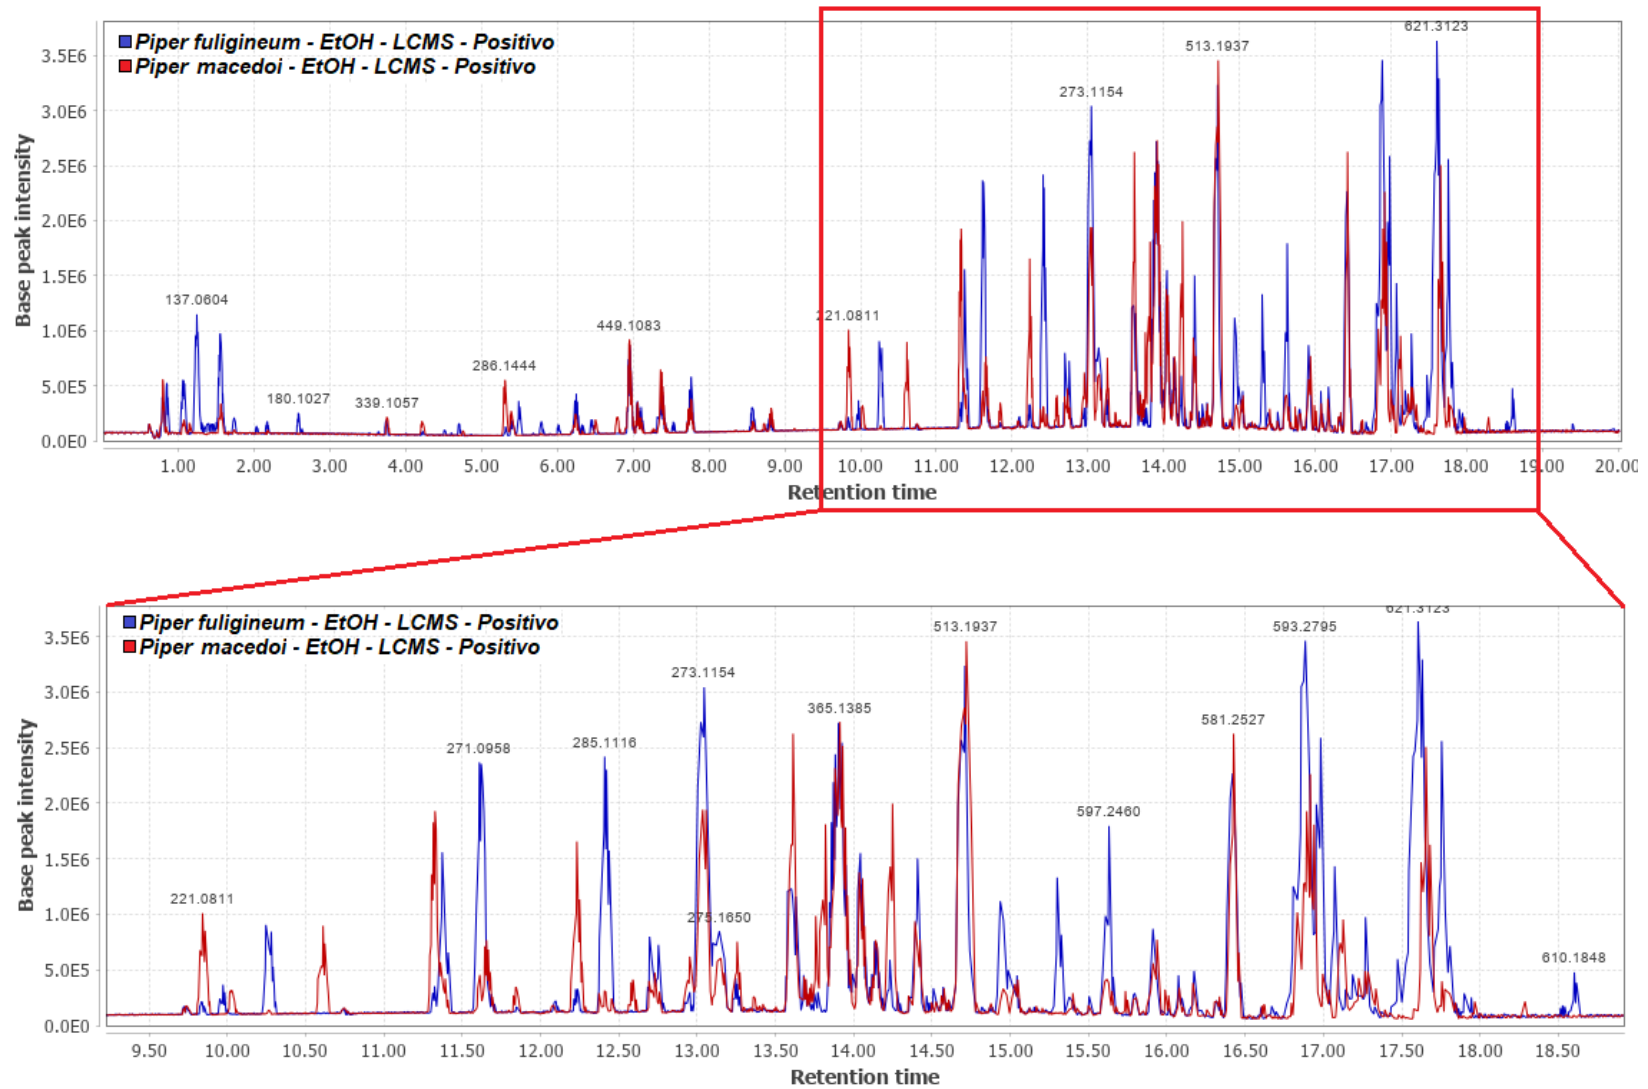 Piper fuligineum - EtOH - LCMS - Positivo
Piper macedoi - EtOH - LCMS - Positivo
Base peak intensity
3.5E6
3.0E6
2.5E6
2.0E6
1.5E6
1.0E6
5.0E5
0.0E0
137.0604
180.1027
339.1057
286.1444
449.1083
221.0811
273.1154
513.1937
621.3123
1.00 2.00 3.00 4.00 5.00 6.00 7.00 8.00 9.00 10.00 11.00 12.00 13.00 14.00 15.00 16.00 17.00 18.00 19.00 20.00
Retention time
Piper fuligineum - EtOH - LCMS - Positivo
Piper macedoi - EtOH - LCMS - Positivo
Base peak intensity
3.5E6
3.0E6
2.5E6
2.0E6
1.5E6
1.0E6
5.0E5
0.0E0
221.0811
271.0958
285.1116
273.1154
275.1650
365.1385
513.1937
597.2460
581.2527
593.2795
621.3123
610.1848
9.50 10.00 10.50 11.00 11.50 12.00 12.50 13.00 13.50 14.00 14.50 15.00 15.50 16.00 16.50 17.00 17.50 18.00 18.50
Retention time